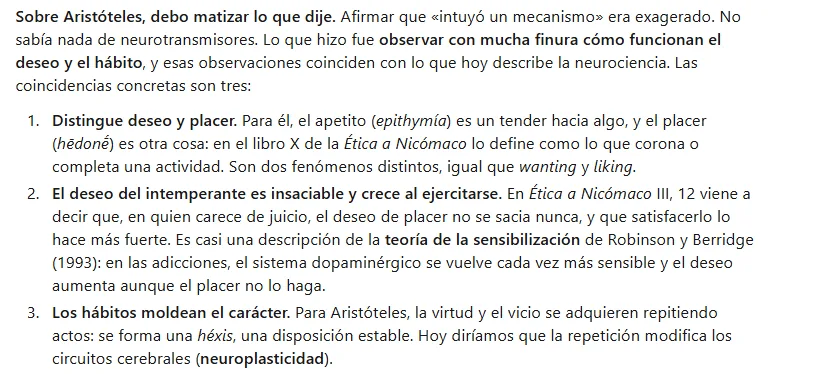 Sobre Aristóteles, debo matizar lo que dije. Afirmar que «intuyó un mecanismo» era exagerado. No
sabía nada de neurotransmisores. Lo que hizo fue observar con mucha finura cómo funcionan el
deseo y el hábito, y esas observaciones coinciden con lo que hoy describe la neurociencia. Las
coincidencias concretas son tres:
1. Distingue deseo y placer. Para él, el apetito (epithymía) es un tender hacia algo, y el placer
(hēdonḗ) es otra cosa: en el libro X de la Ética a Nicómaco lo define como lo que corona o
completa una actividad. Son dos fenómenos distintos, igual que wanting y liking.
2. El deseo del intemperante es insaciable y crece al ejercitarse. En Ética a Nicómaco III, 12 viene a
decir que, en quien carece de juicio, el deseo de placer no se sacia nunca, y que satisfacerlo lo
hace más fuerte. Es casi una descripción de la teoría de la sensibilización de Robinson y Berridge
(1993): en las adicciones, el sistema dopaminérgico se vuelve cada vez más sensible y el deseo
aumenta aunque el placer no lo haga.
3. Los hábitos moldean el carácter. Para Aristóteles, la virtud y el vicio se adquieren repitiendo
actos: se forma una héxis, una disposición estable. Hoy diríamos que la repetición modifica los
circuitos cerebrales (neuroplasticidad).